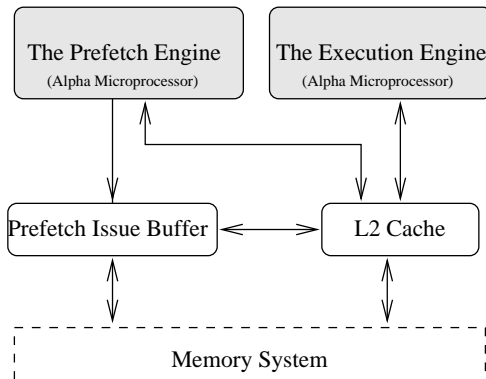 The Prefetch Engine
(Alpha Microprocessor)
The Execution Engine
(Alpha Microprocessor)
Prefetch Issue Buffer
L2 Cache
Memory System